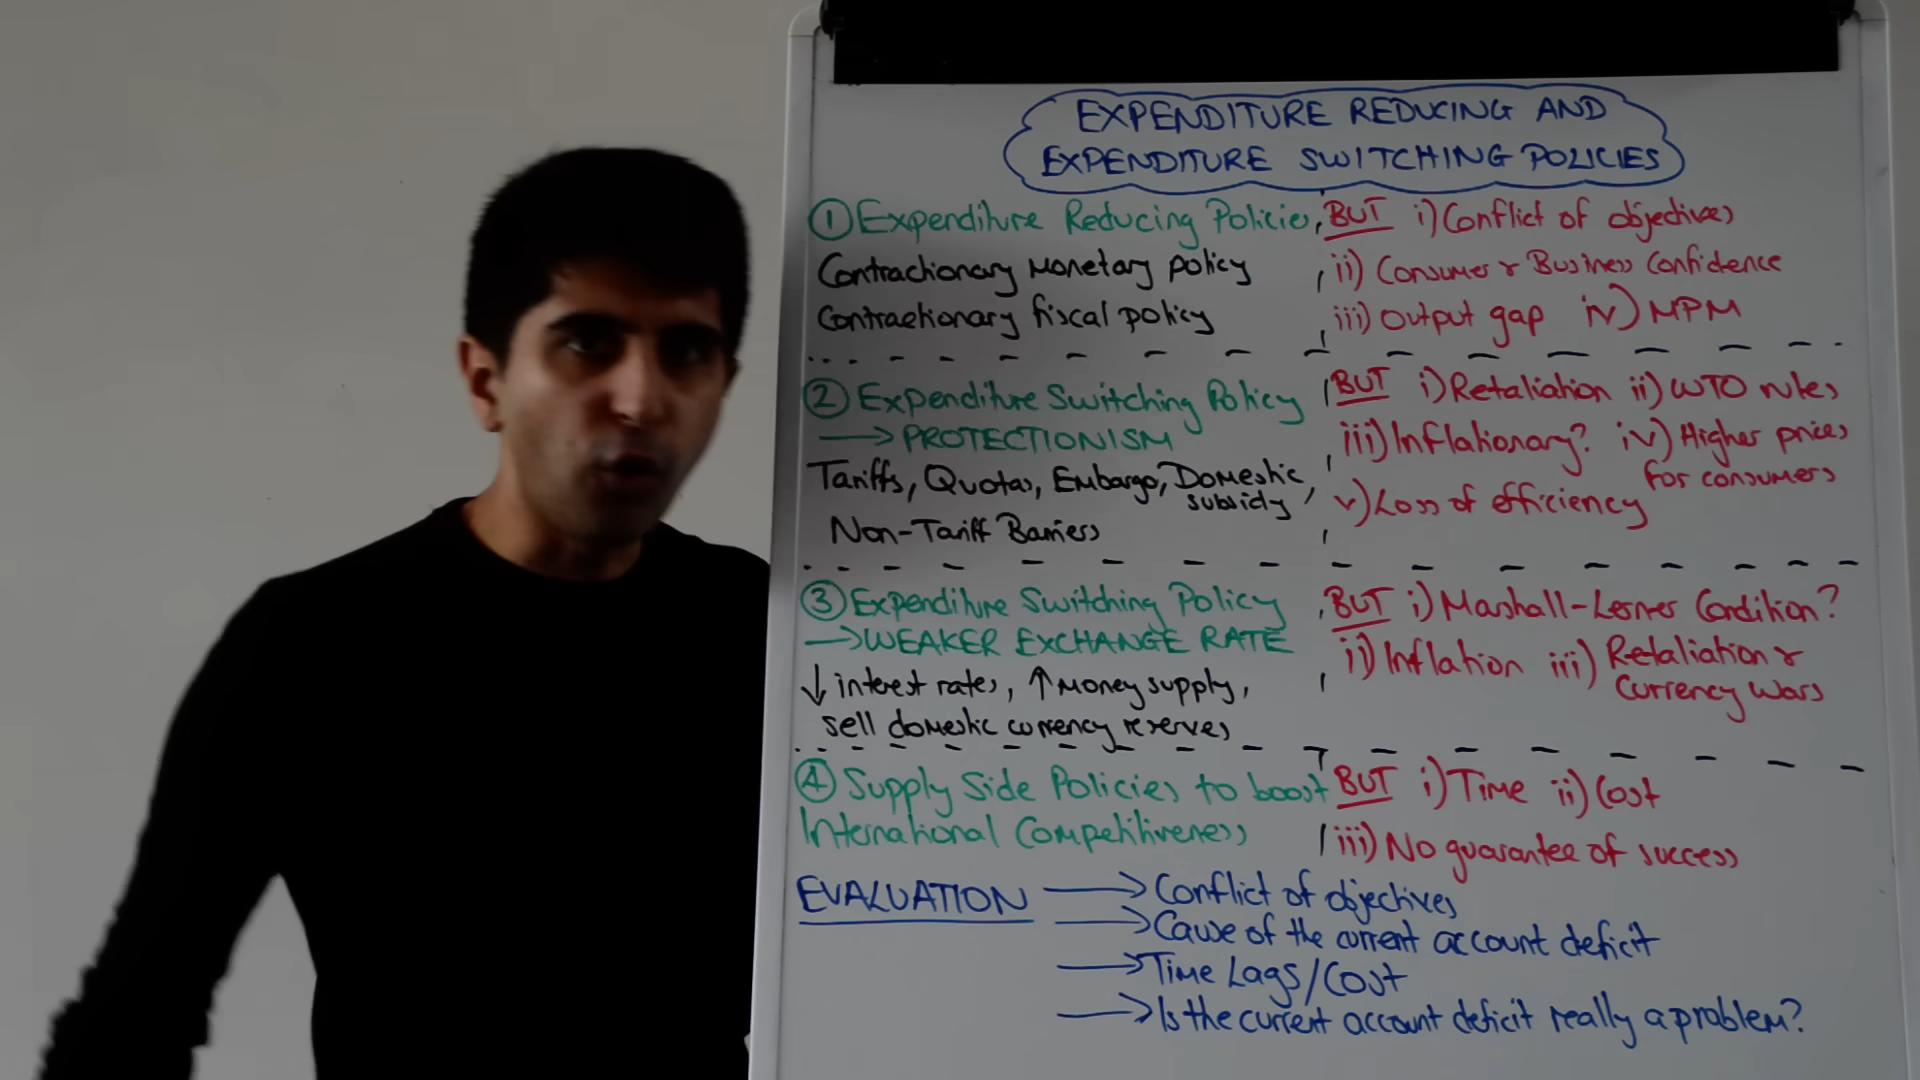 EXPENDITURE REDUCING AND
EXPENDITURE SWITCHING POLICIES
① Expenditure Reducing Policies
Contractionary Monetary policy
Contractionary fiscal policy
BUT i) Conflict of objectives
ii) Consumer & Business Confidence
iii) Output gap iv) MPM
② Expenditure Switching Policy
→ PROTECTIONISM
Tariffs, Quotas, Embargo, Domestic
subsidy
Non-Tariff Barriers
BUT i) Retaliation ii) WTO rules
iii) Inflationary? iv) Higher prices
for consumers
v) Loss of efficiency
③ Expenditure Switching Policy
→ WEAKER EXCHANGE RATE
↓ interest rates, ↑ Money supply,
sell domestic currency reserves
BUT i) Marshall-Lerner Condition?
ii) Inflation iii) Retaliation &
Currency Wars
④ Supply Side Policies to boost
International Competitiveness
BUT i) Time ii) Cost
iii) No guarantee of success
EVALUATION → Conflict of objectives
→ Cause of the current account deficit
→ Time Lags/Cost
→ Is the current account deficit really a problem?